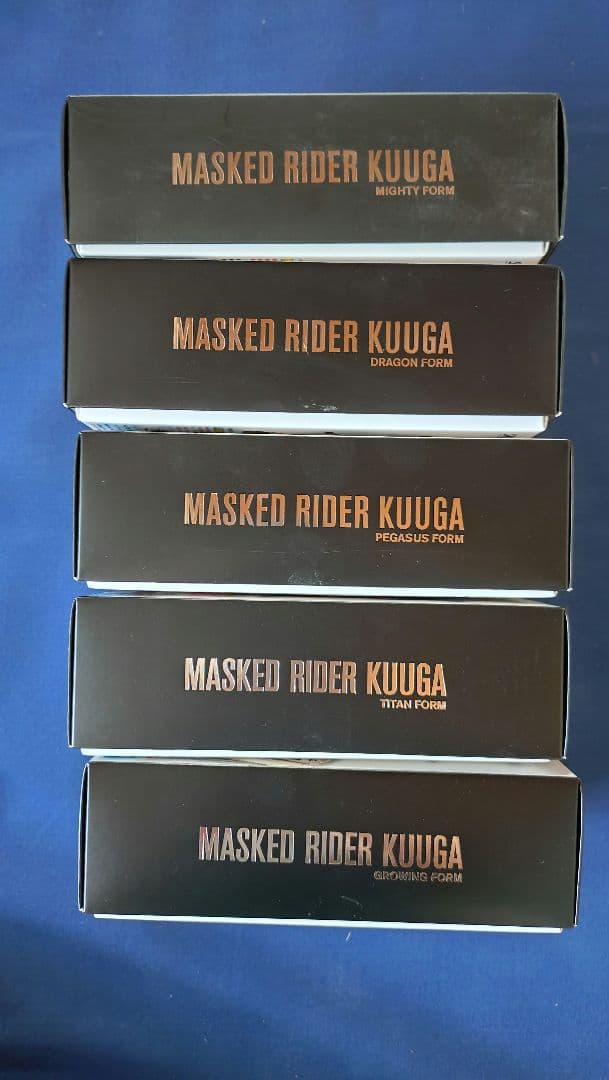 MASKED RIDER KUUGA
MIGHTY FORM
MASKED RIDER KUUGA
DRAGON FORM
MASKED RIDER KUUGA
PEGASUS FORM
MASKED RIDER KUUGA
TITAN FORM
MASKED RIDER KUUGA
GROWING FORM